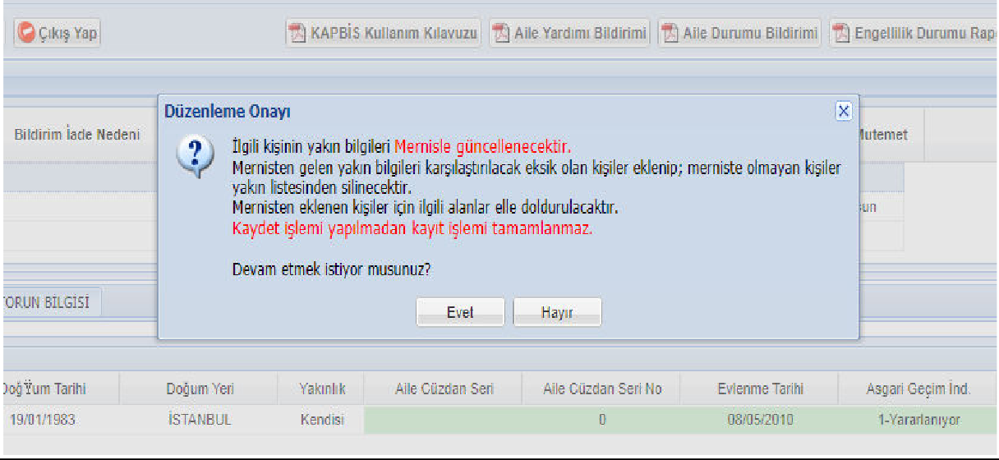 Çıkış Yap
KAPBİS Kullanım Kılavuzu
Aile Yardımı Bildirimi
Aile Durumu Bildirimi
Engellilik Durumu Rap
Düzenleme Onayı
Bildirim İade Nedeni
Mutemet
İlgili kişinin yakın bilgileri Mernisle güncellenecektir.
Mernisten gelen yakın bilgileri karşılaştırılacak eksik olan kişiler eklenip; merniste olmayan kişiler
yakın listesinden silinecektir.
Mernisten eklenen kişiler için ilgili alanlar elle doldurulacaktır.
Kaydet işlemi yapılmadan kayıt işlemi tamamlanmaz.
sun
Devam etmek istiyor musunuz?
Evet
Hayır
TORUN BİLGİSİ
Doğum Tarihi
Doğum Yeri
Yakınlık
Aile Cüzdan Seri
Aile Cüzdan Seri No
Evlenme Tarihi
Asgari Geçim İnd.
19/01/1983
İSTANBUL
Kendisi
0
08/05/2010
1-Yararlanıyor